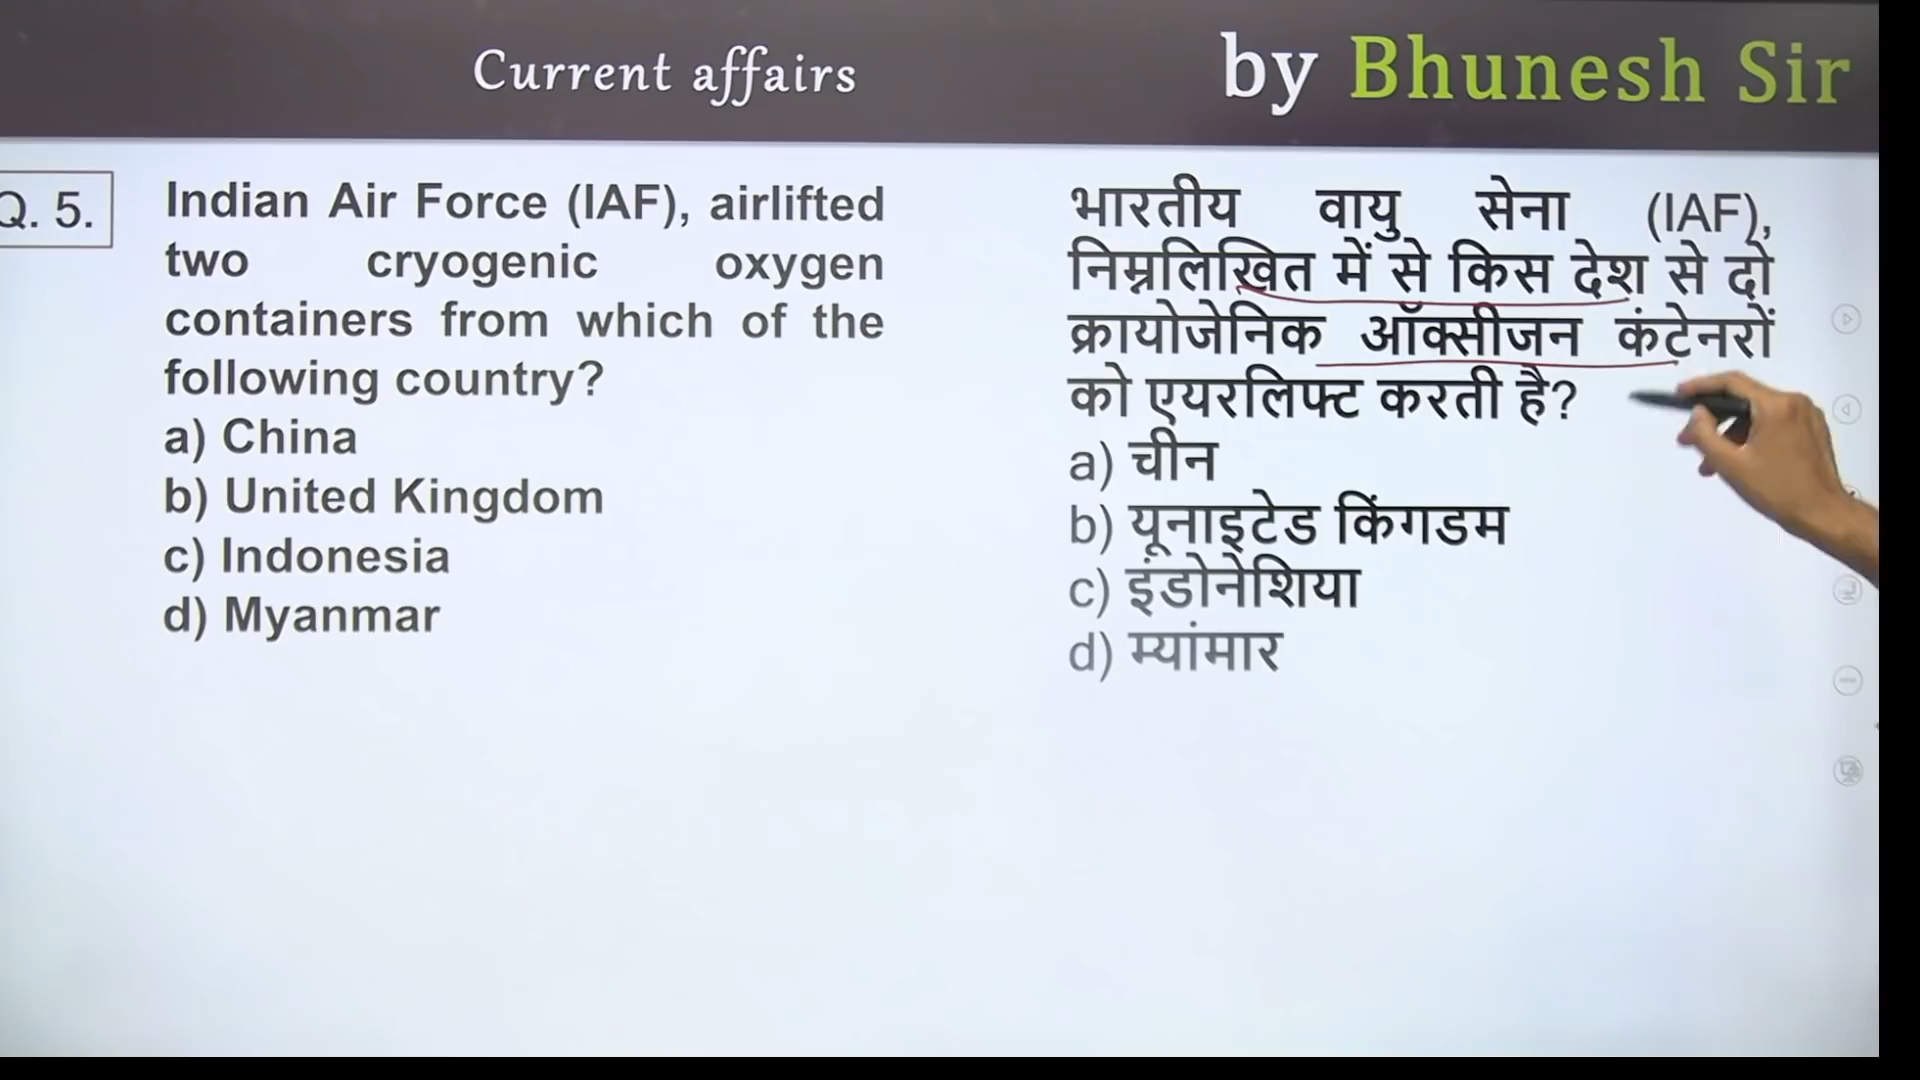 Current affairs
by Bhunesh Sir
Q. 5.
Indian Air Force (IAF), airlifted
two cryogenic oxygen
containers from which of the
following country?
a) China
b) United Kingdom
c) Indonesia
d) Myanmar
भारतीय वायु सेना (IAF),
निम्नलिखित में से किस देश से दो
क्रायोजेनिक ऑक्सीजन कंटेनरों
को एयरलिफ्ट करती है?
a) चीन
b) यूनाइटेड किंगडम
c) इंडोनेशिया
d) म्यांमार